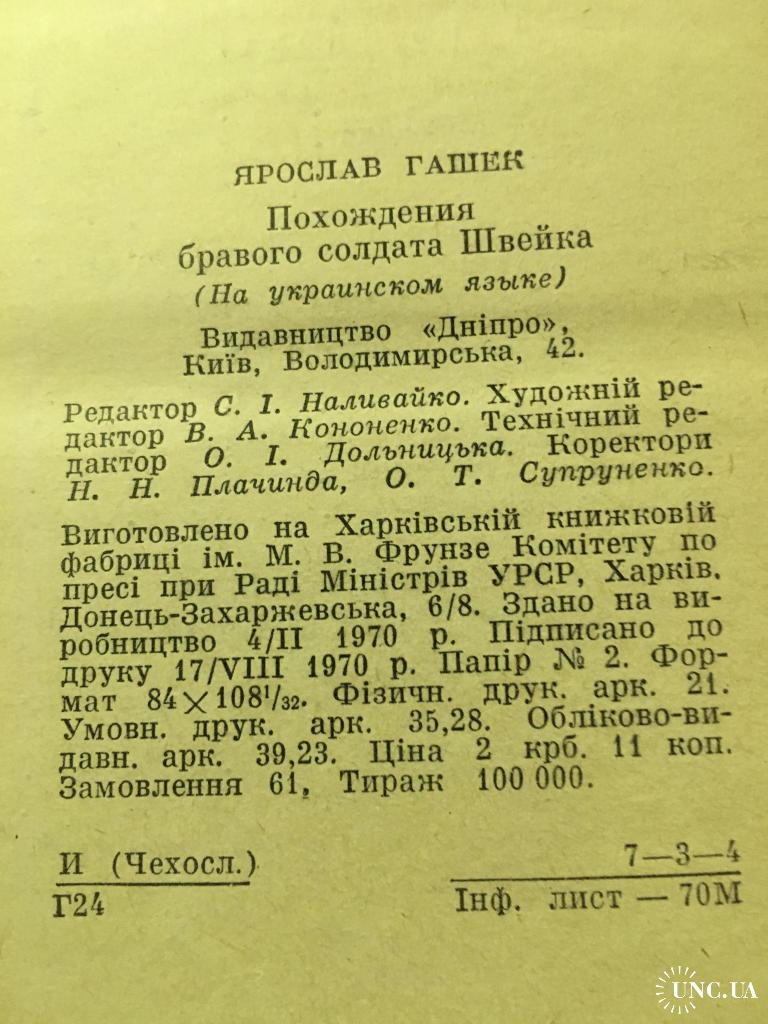 ЯРОСЛАВ ГАШЕК
Похождения
бравого солдата Швейка
(На украинском языке)
Видавництво «Дніпро»,
Київ, Володимирська, 42.
Редактор С. І. Наливайко. Художній ре-
дактор В. А. Кононенко. Технічний ре-
дактор О. І. Дольницька. Коректори
Н. Н. Плачинда, О. Т. Супруненко.
Виготовлено на Харківській книжковій
фабриці ім. М. В. Фрунзе Комітету по
пресі при Раді Міністрів УРСР, Харків.
Донець-Захаржевська, 6/8. Здано на ви-
робництво 4/II 1970 р. Підписано до
друку 17/VIII 1970 р. Папір № 2. Фор-
мат 84×108¹/₃₂. Фізичн. друк. арк. 21.
Умовн. друк. арк. 35,28. Обліково-ви-
давн. арк. 39,23. Ціна 2 крб. 11 коп.
Замовлення 61. Тираж 100 000.
И (Чехосл.)
Г24
7—3—4
Інф. лист — 70М
UNC.UA